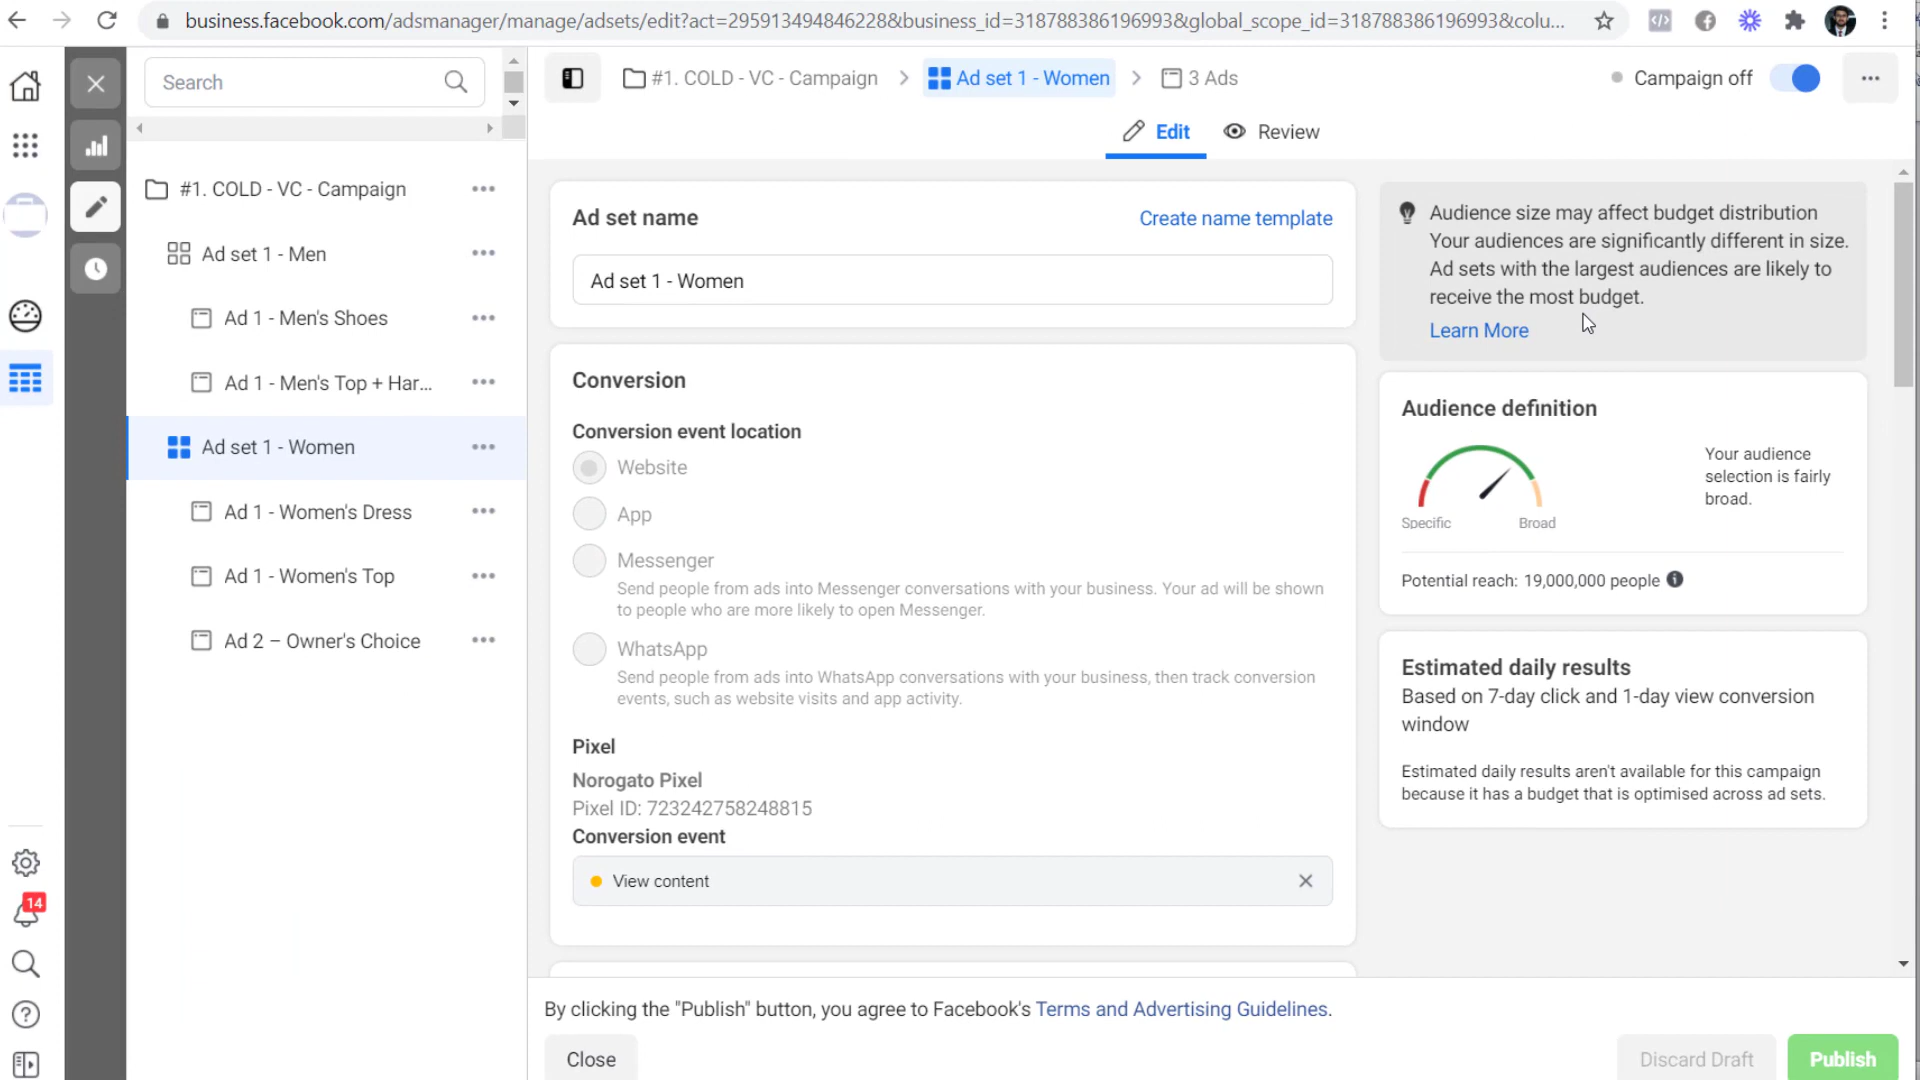 business.facebook.com/adsmanager/manage/adsets/edit?act=295913494846228&business_id=318788386196993&global_scope_id=318788386196993&colu...
Search
#1. COLD - VC - Campaign
Ad set 1 - Women
3 Ads
Campaign off
Edit
Review
#1. COLD - VC - Campaign
Ad set 1 - Men
Ad 1 - Men's Shoes
Ad 1 - Men's Top + Har...
Ad set 1 - Women
Ad 1 - Women's Dress
Ad 1 - Women's Top
Ad 2 – Owner's Choice
14
Ad set name
Create name template
Ad set 1 - Women
Conversion
Conversion event location
Website
App
Messenger
Send people from ads into Messenger conversations with your business. Your ad will be shown
to people who are more likely to open Messenger.
WhatsApp
Send people from ads into WhatsApp conversations with your business, then track conversion
events, such as website visits and app activity.
Pixel
Norogato Pixel
Pixel ID: 723242758248815
Conversion event
View content
Audience size may affect budget distribution
Your audiences are significantly different in size.
Ad sets with the largest audiences are likely to
receive the most budget.
Learn More
Audience definition
Your audience
selection is fairly
broad.
Specific
Broad
Potential reach: 19,000,000 people
Estimated daily results
Based on 7-day click and 1-day view conversion
window
Estimated daily results aren't available for this campaign
because it has a budget that is optimised across ad sets.
By clicking the "Publish" button, you agree to Facebook's Terms and Advertising Guidelines.
Close
Discard Draft
Publish